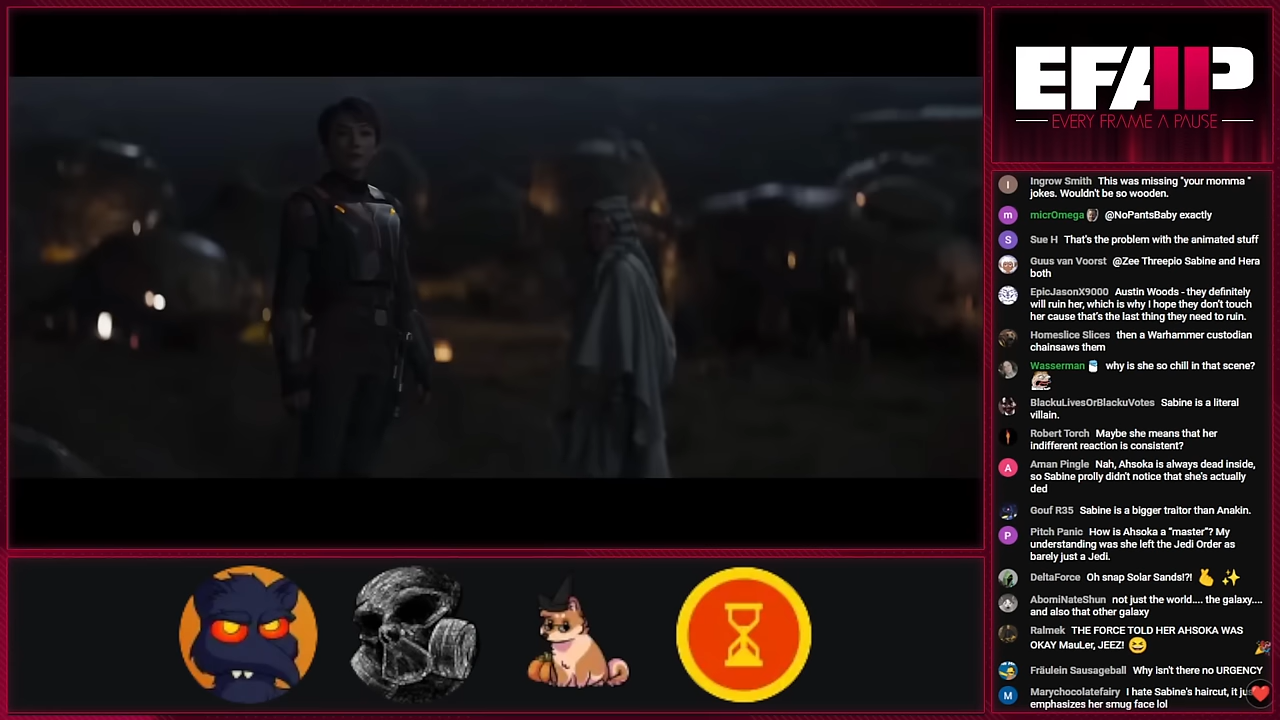 EFAP
EVERY FRAME A PAUSE
I
Ingrow Smith This was missing "your momma "
jokes. Wouldn't be so wooden.
m
micrOmega @NoPantsBaby exactly
S
Sue H That's the problem with the animated stuff
Guus van Voorst @Zee Threepio Sabine and Hera
both
EpicJasonX9000 Austin Woods - they definitely
will ruin her, which is why I hope they don't touch
her cause that's the last thing they need to ruin.
Homeslice Slices then a Warhammer custodian
chainsaws them
Wasserman why is she so chill in that scene?
BlackuLivesOrBlackuVotes Sabine is a literal
villain.
Robert Torch Maybe she means that her
indifferent reaction is consistent?
A
Aman Pingle Nah, Ahsoka is always dead inside,
so Sabine prolly didn't notice that she's actually
ded
Gouf R35 Sabine is a bigger traitor than Anakin.
P
Pitch Panic How is Ahsoka a "master"? My
understanding was she left the Jedi Order as
barely just a Jedi.
DeltaForce Oh snap Solar Sands!?! 🫰 ✨
AbomiNateShun not just the world.... the galaxy....
and also that other galaxy
Ralmek THE FORCE TOLD HER AHSOKA WAS
OKAY MauLer, JEEZ! 😆
Fräulein Sausageball Why isn't there no URGENCY
M
Marychocolatefairy I hate Sabine's haircut, it ju
emphasizes her smug face lol